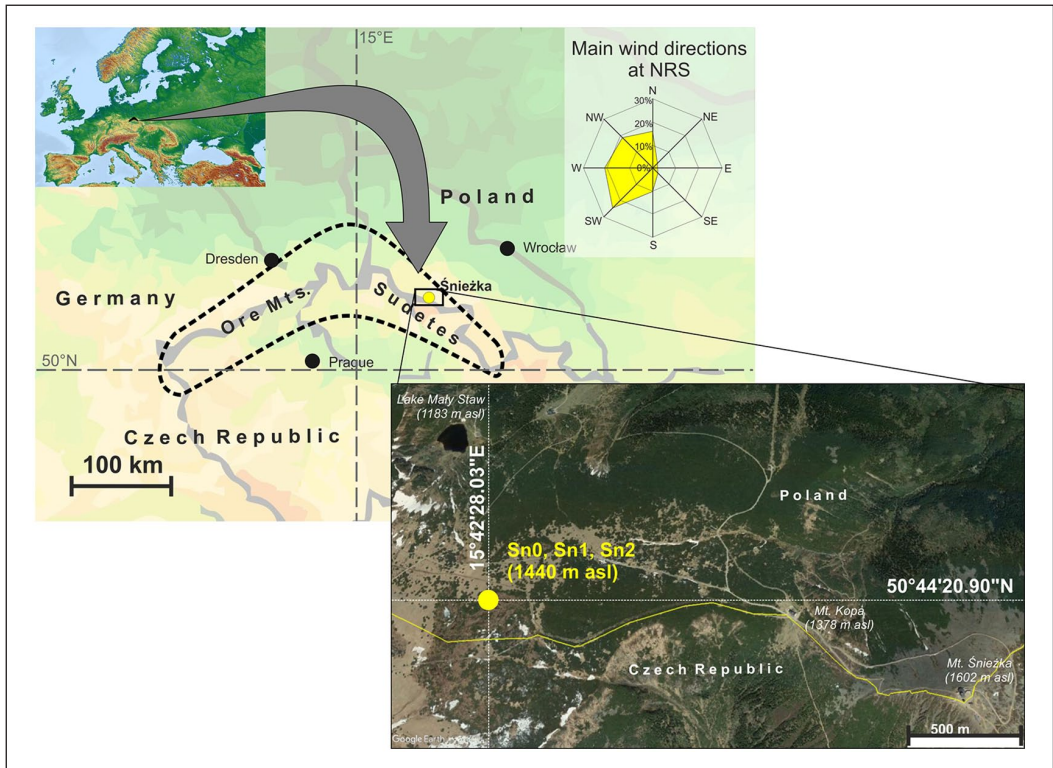 15°E
Main wind directions
at NRS
N
30%
NW
NE
20%
10%
W
0%
E
SW
SE
S
Poland
Wrocław
Dresden
Śnieżka
Germany
Ore Mts.
Sudetes
50°N
Prague
Czech Republic
100 km
Lake Mały Staw
(1183 m asl)
15°42'28.03"E
Poland
Sn0, Sn1, Sn2
(1440 m asl)
50°44'20.90"N
Mt. Kopa
(1378 m asl)
Czech Republic
Mt. Śnieżka
(1602 m asl)
500 m
Google Earth